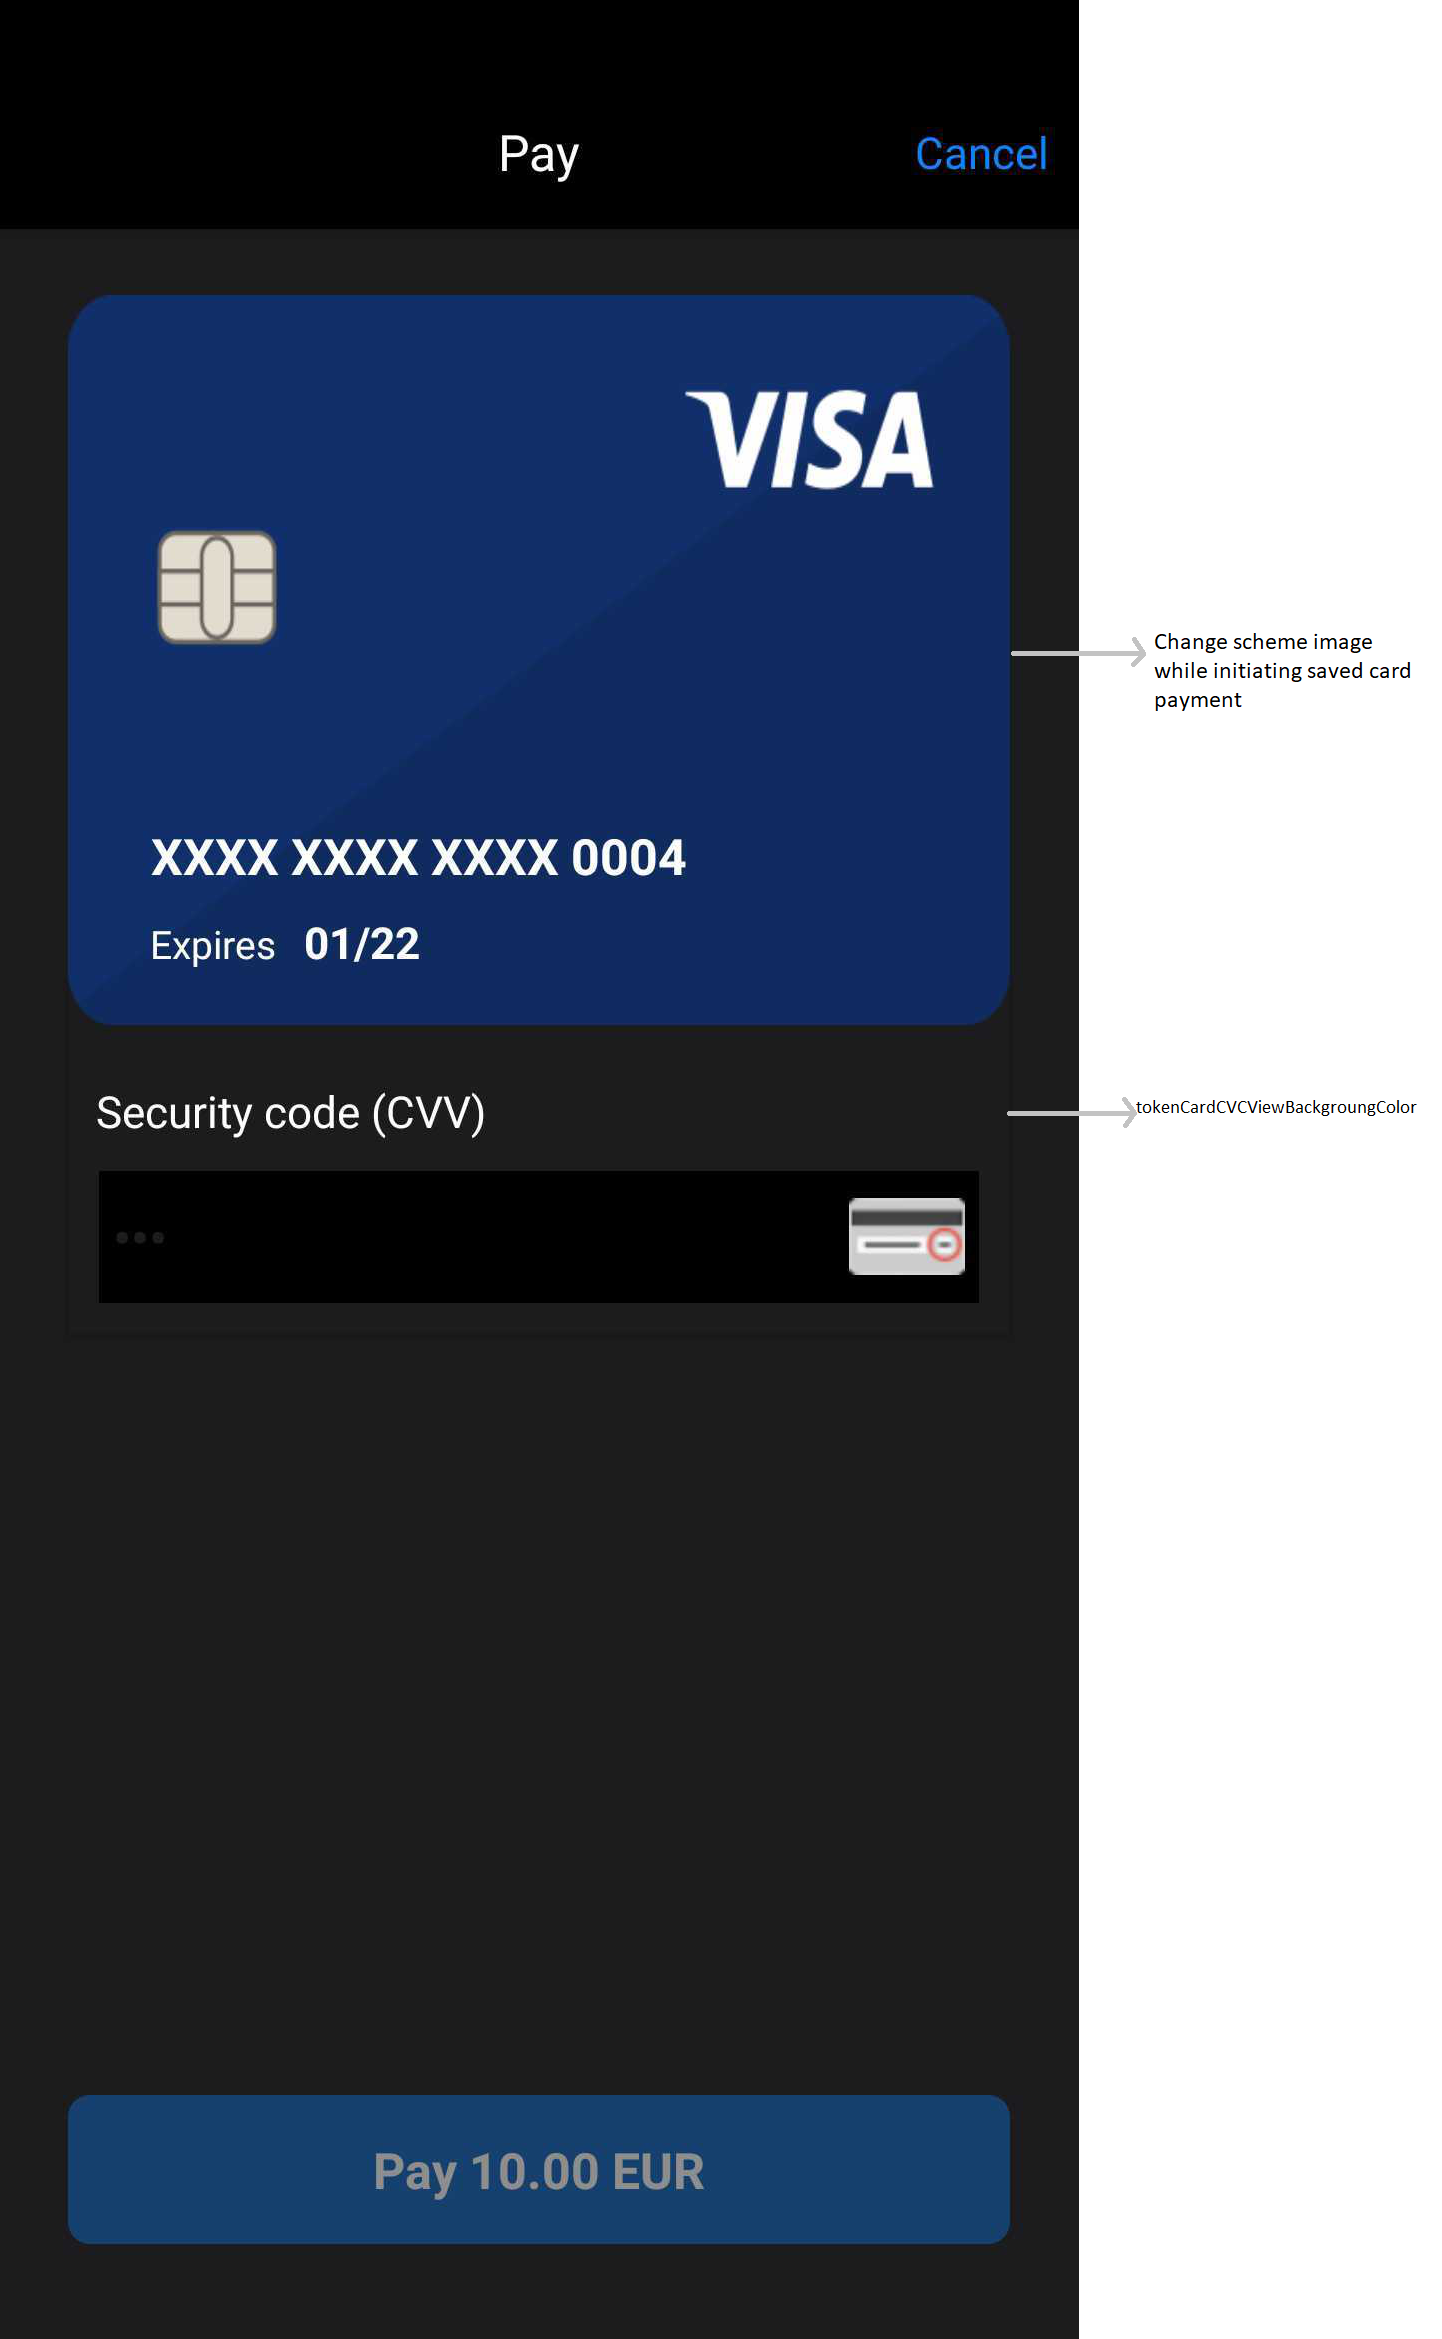 Pay
Cancel
VISA
Change scheme image
while initiating saved card
payment
XXXX XXXX XXXX 0004
Expires 01/22
Security code (CVV)
tokenCardCVCViewBackgroungColor
Pay 10.00 EUR